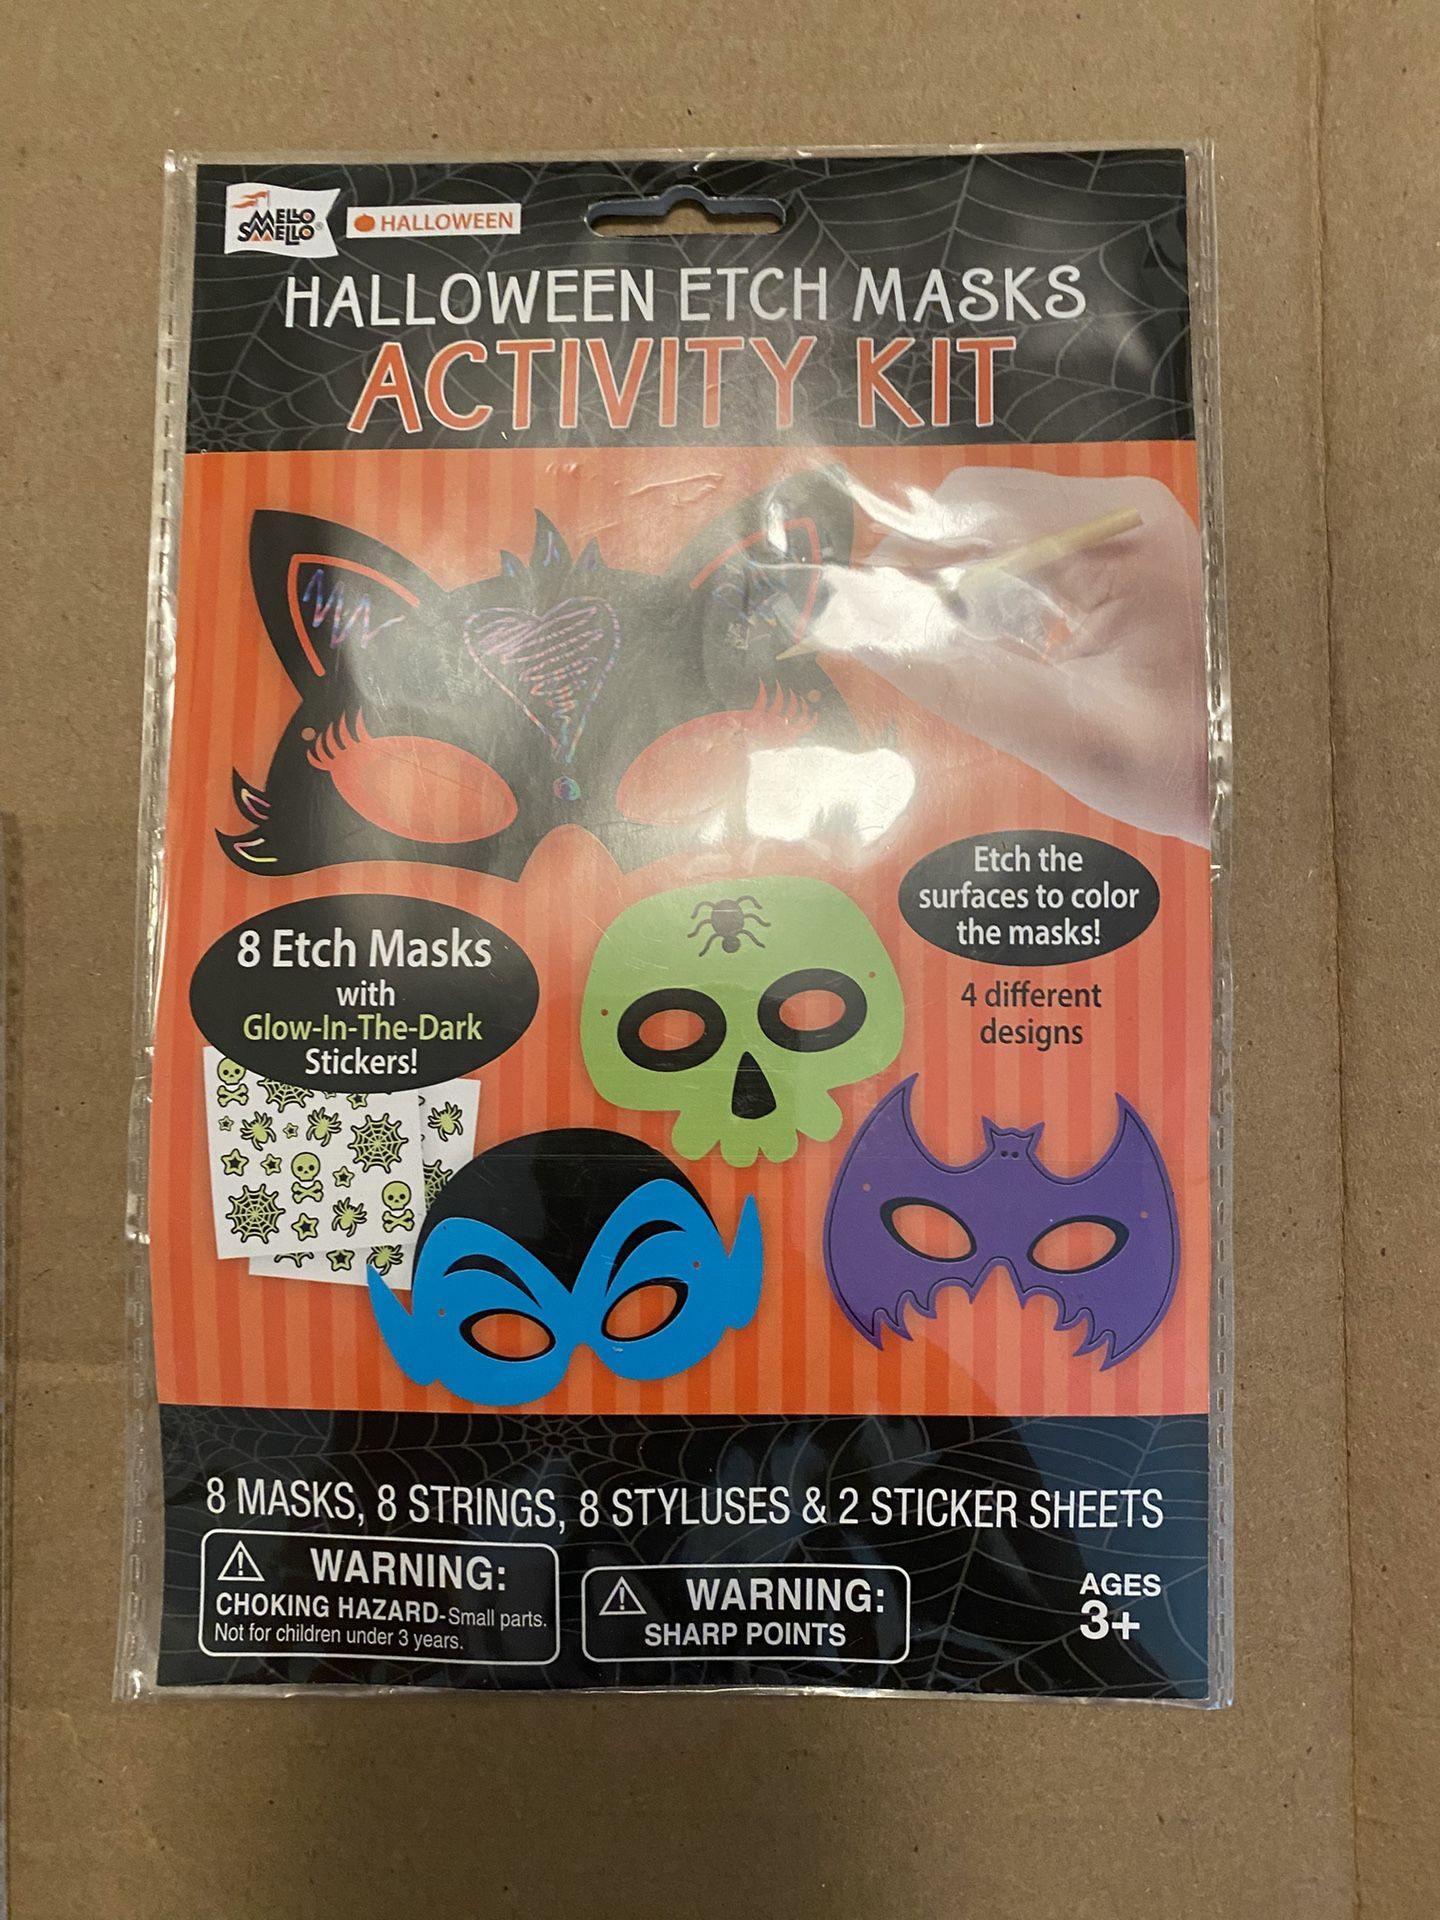 MELLO
SMELLO®
HALLOWEEN
HALLOWEEN ETCH MASKS
ACTIVITY KIT
8 Etch Masks
with
Glow-In-The-Dark
Stickers!
Etch the
surfaces to color
the masks!
4 different
designs
8 MASKS, 8 STRINGS, 8 STYLUSES & 2 STICKER SHEETS
WARNING:
CHOKING HAZARD-Small parts.
Not for children under 3 years.
WARNING:
SHARP POINTS
AGES
3+